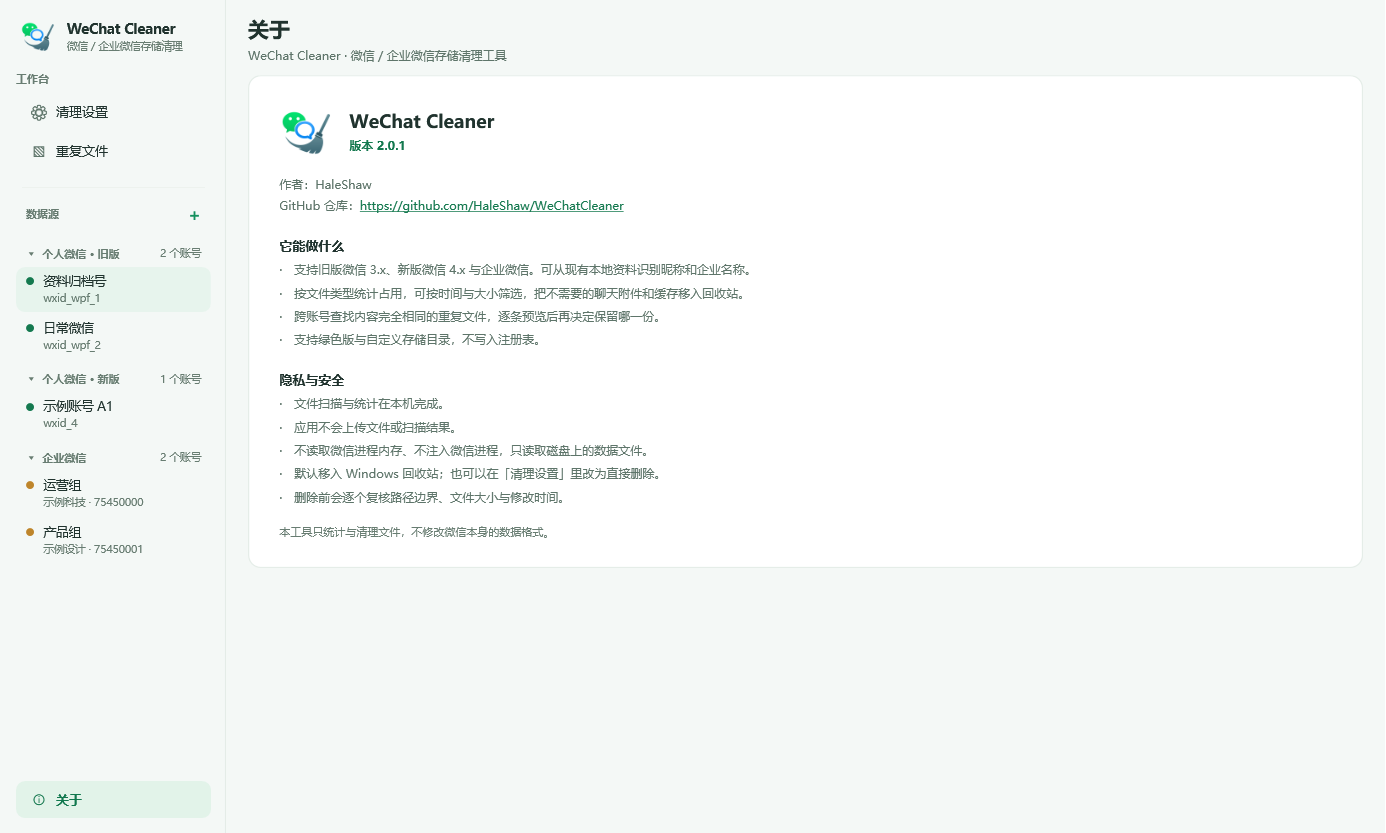 WeChat Cleaner
微信 / 企业微信存储清理
工作台
清理设置
重复文件
数据源
+
个人微信 • 旧版
2 个账号
资料归档号
wxid_wpf_1
日常微信
wxid_wpf_2
个人微信 • 新版
1 个账号
示例账号 A1
wxid_4
企业微信
2 个账号
运营组
示例科技 · 75450000
产品组
示例设计 · 75450001
关于
关于
WeChat Cleaner · 微信 / 企业微信存储清理工具
WeChat Cleaner
版本 2.0.1
作者：HaleShaw
GitHub 仓库：https://github.com/HaleShaw/WeChatCleaner
它能做什么
· 支持旧版微信 3.x、新版微信 4.x 与企业微信。可从现有本地资料识别昵称和企业名称。
· 按文件类型统计占用，可按时间与大小筛选，把不需要的聊天附件和缓存移入回收站。
· 跨账号查找内容完全相同的重复文件，逐条预览后再决定保留哪一份。
· 支持绿色版与自定义存储目录，不写入注册表。
隐私与安全
· 文件扫描与统计在本机完成。
· 应用不会上传文件或扫描结果。
· 不读取微信进程内存、不注入微信进程，只读取磁盘上的数据文件。
· 默认移入 Windows 回收站；也可以在「清理设置」里改为直接删除。
· 删除前会逐个复核路径边界、文件大小与修改时间。
本工具只统计与清理文件，不修改微信本身的数据格式。